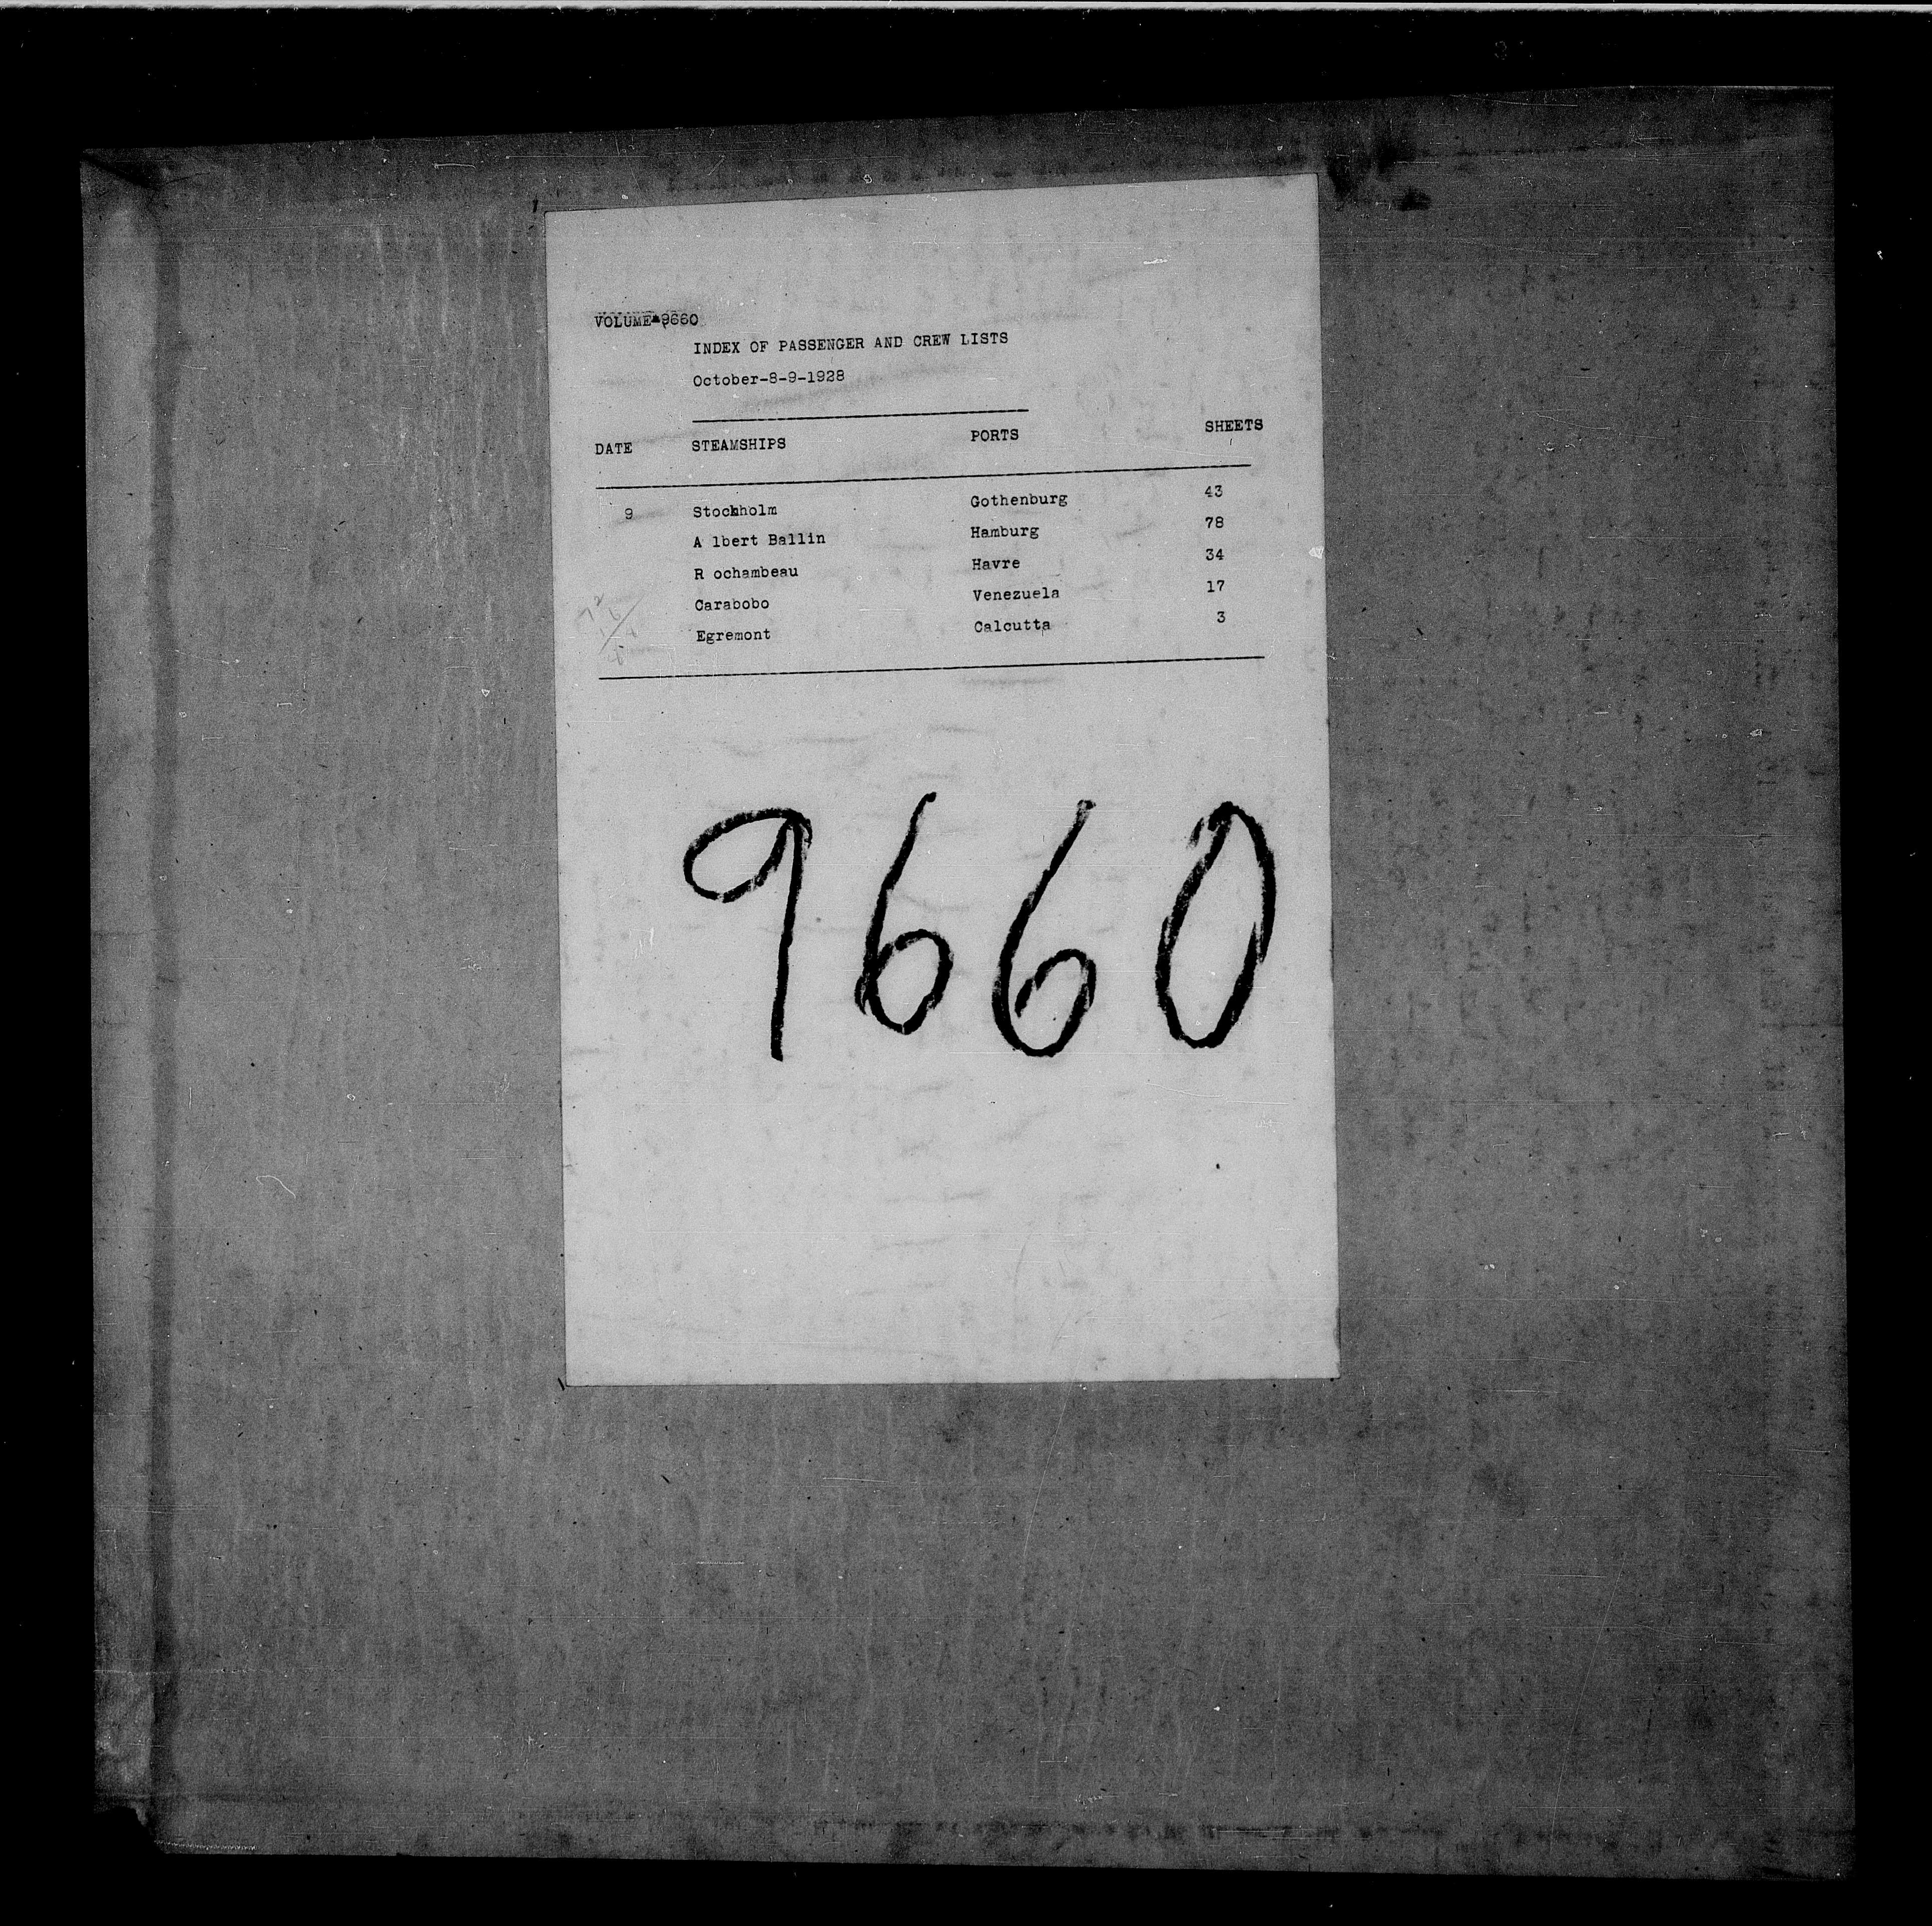 VOLUME-9660
INDEX OF PASSENGER AND CREW LISTS
October-8-9-1928
DATE STEAMSHIPS PORTS SHEETS
9 Stockholm Gothenburg 43
A lbert Ballin Hamburg 78
R ochambeau Havre 34
Carabobo Venezuela 17
Egremont Calcutta 3
9660